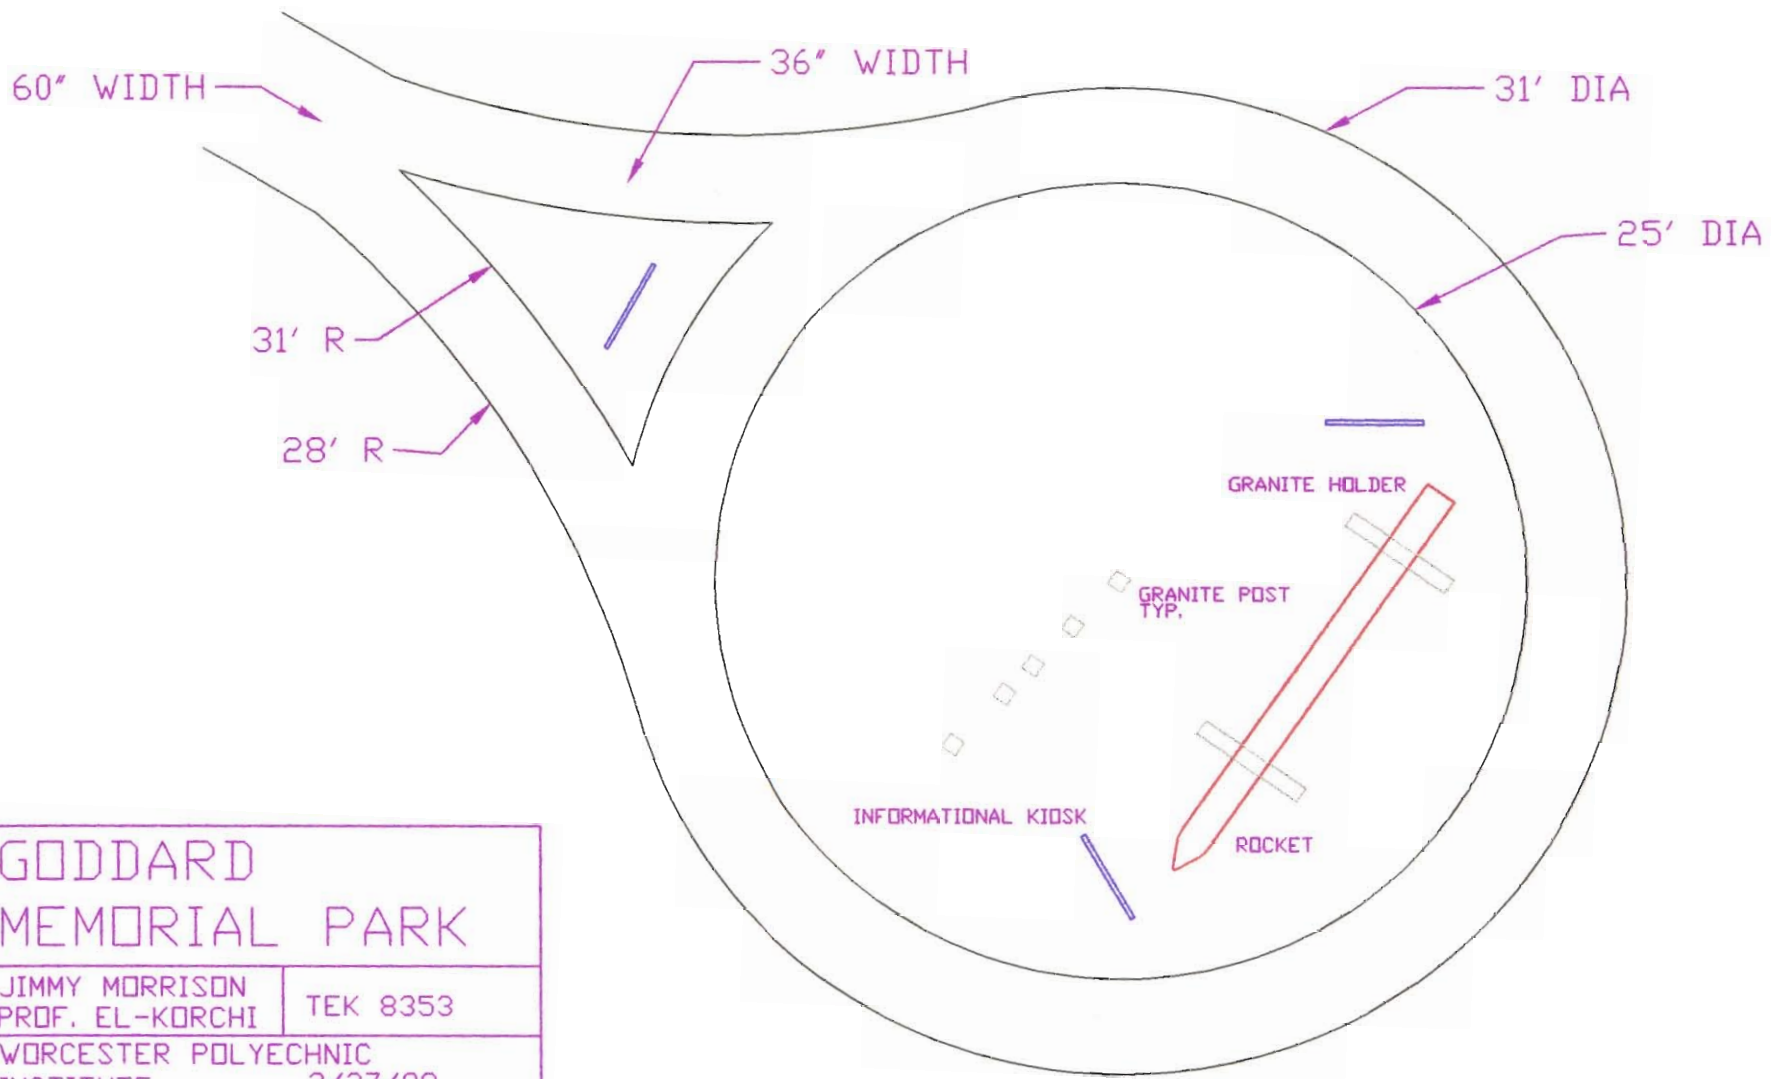 60" WIDTH
36" WIDTH
31' DIA
25' DIA
31' R
28' R
GRANITE HOLDER
GRANITE POST
TYP.
INFORMATIONAL KIOSK
ROCKET
GODDARD
MEMORIAL PARK
JIMMY MORRISON
PROF. EL-KORCHI
TEK 8353
WORCESTER POLYECHNIC